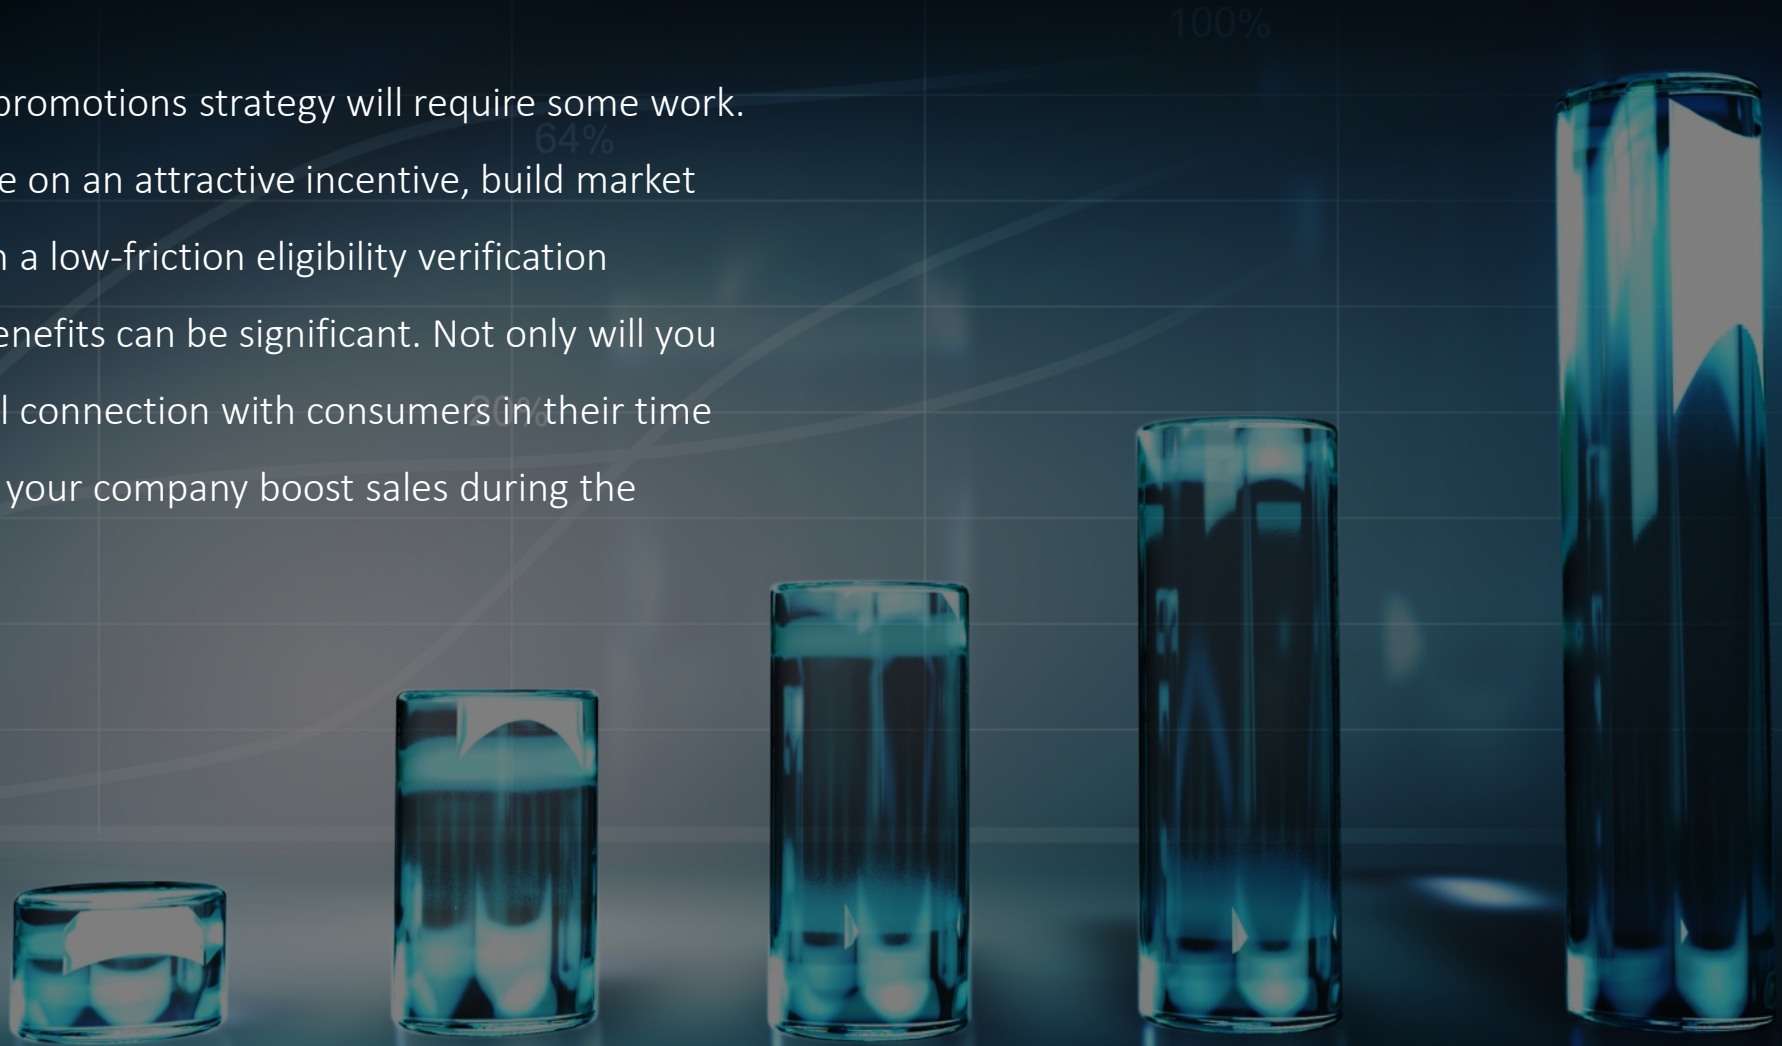 100%
promotions strategy will require some work.
64%
e on an attractive incentive, build market
a low-friction eligibility verification
enefits can be significant. Not only will you
l connection with consumers in their time
20%
your company boost sales during the